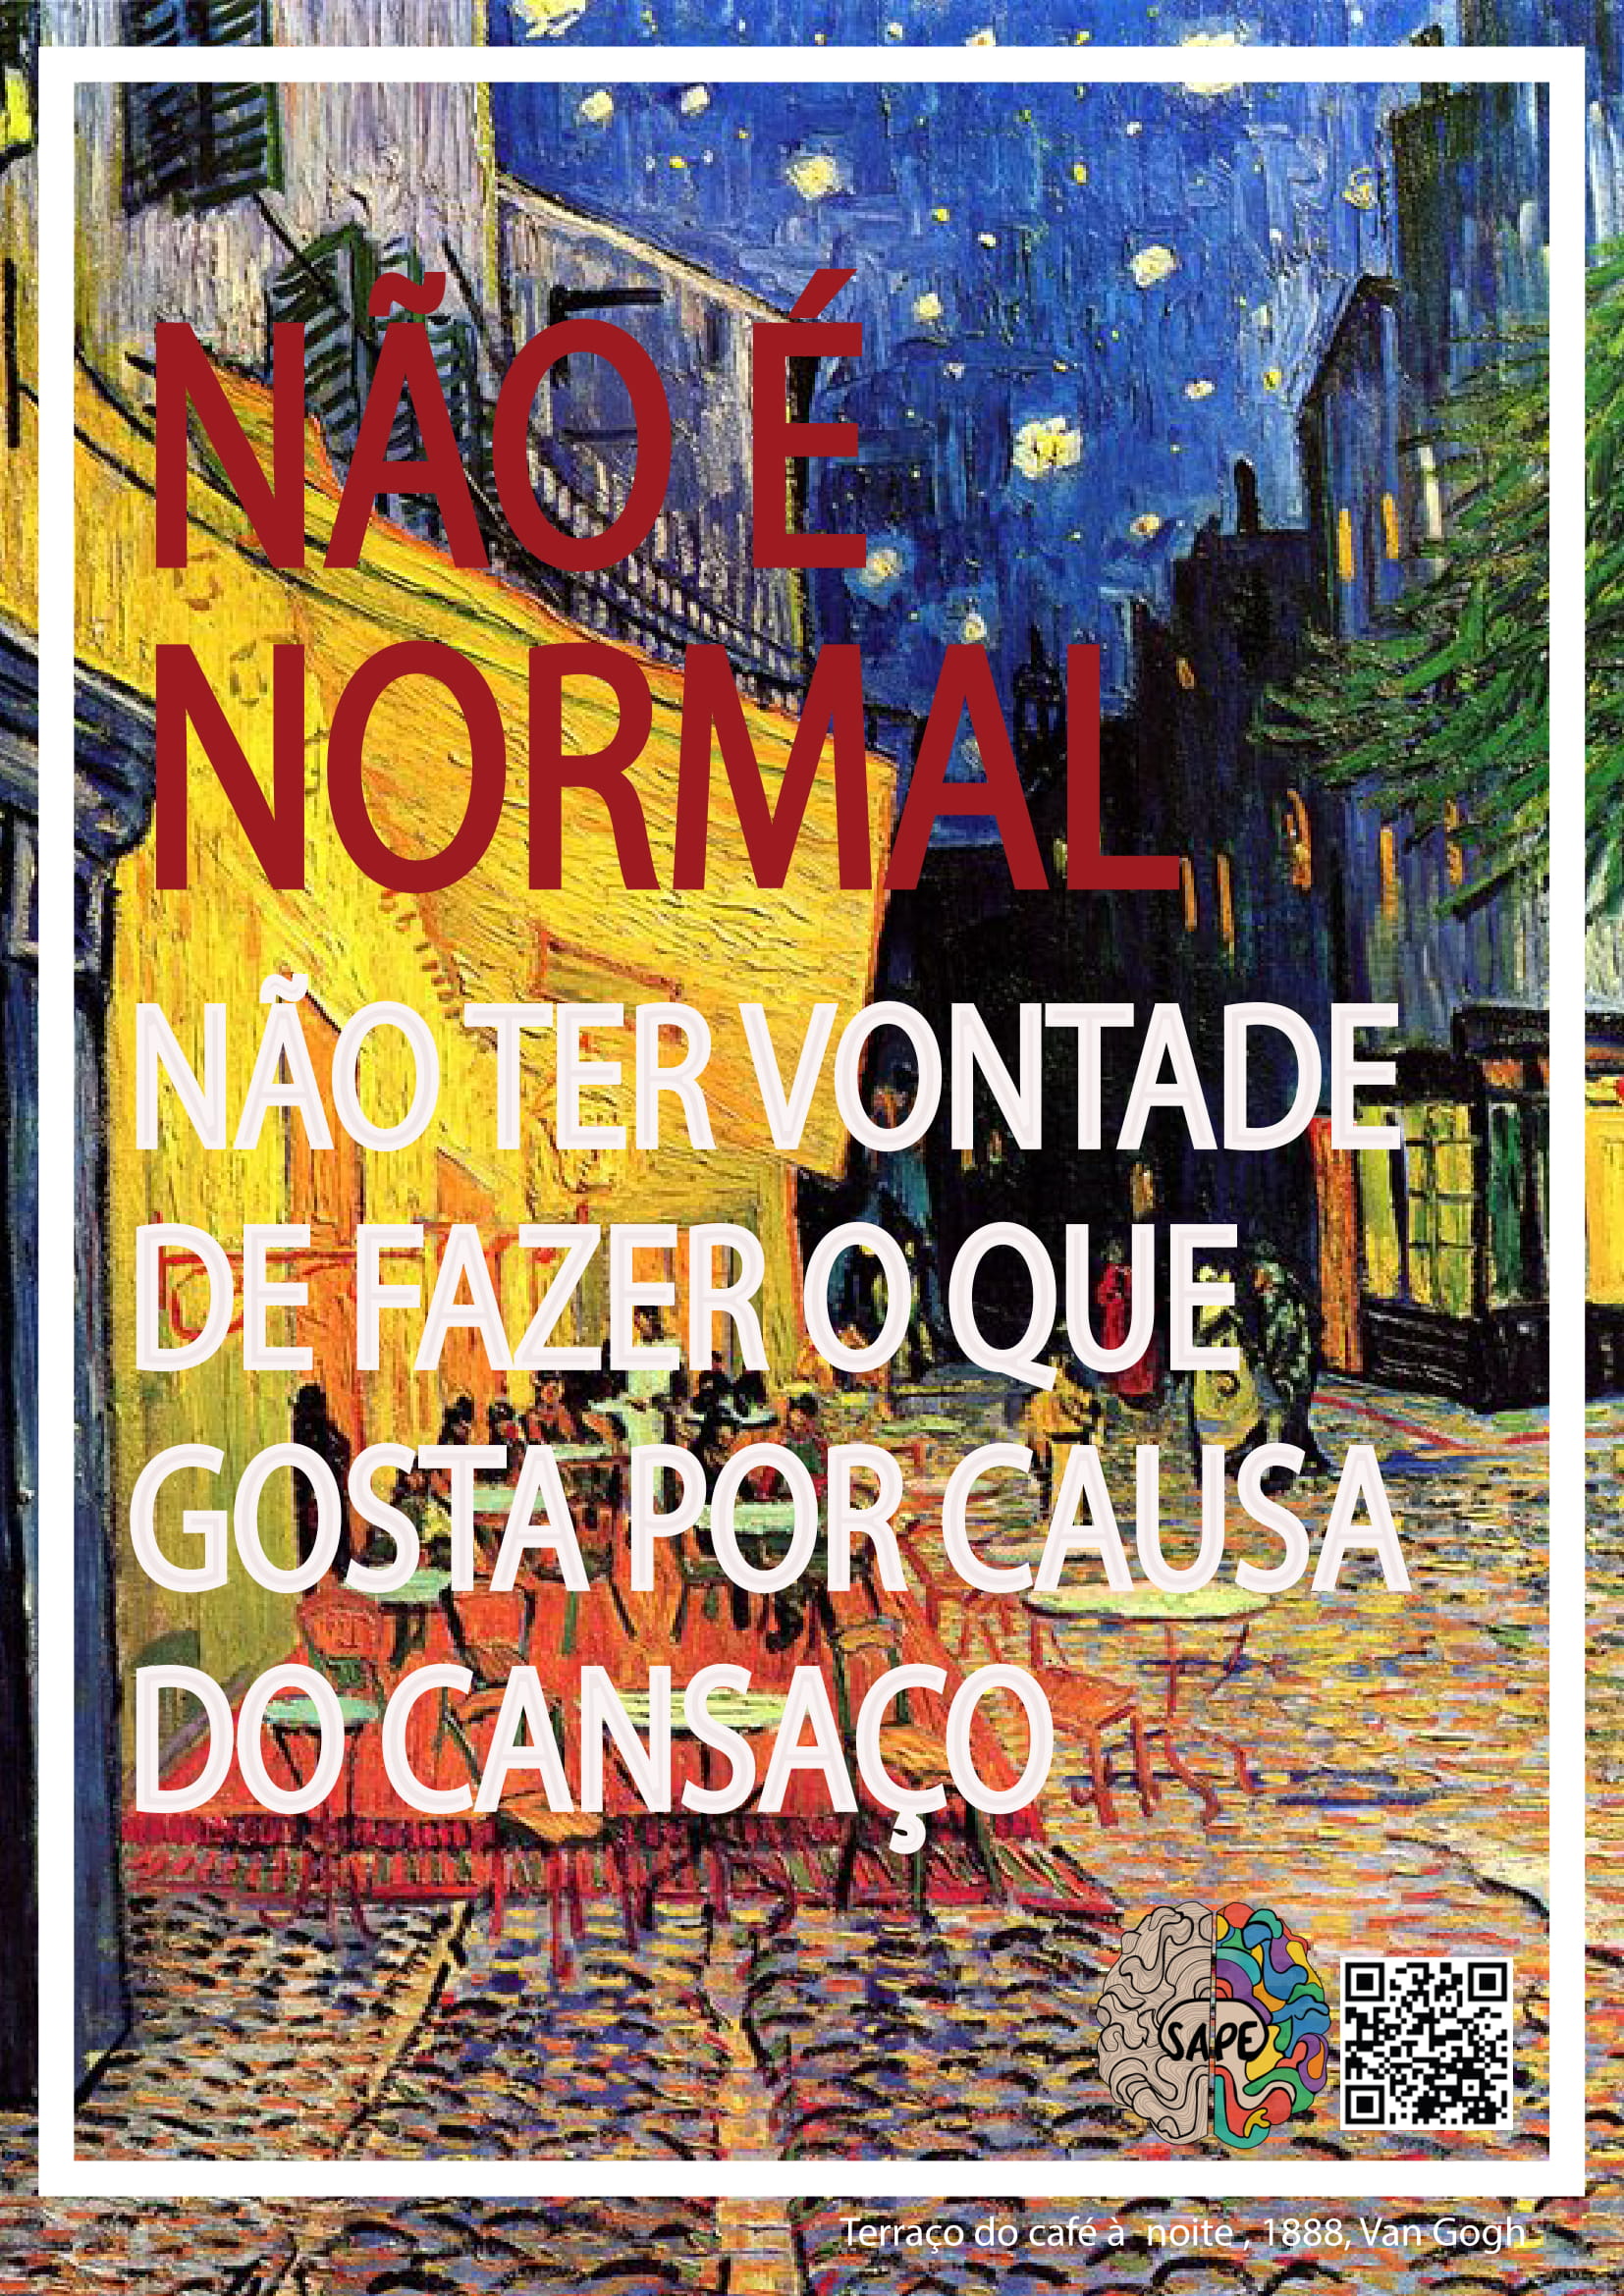 NÃO É
NORMAL
NÃO TER VONTADE
DE FAZER O QUE
GOSTA POR CAUSA
DO CANSAÇO
SAPE
Terraço do café à  noite , 1888, Van Gogh